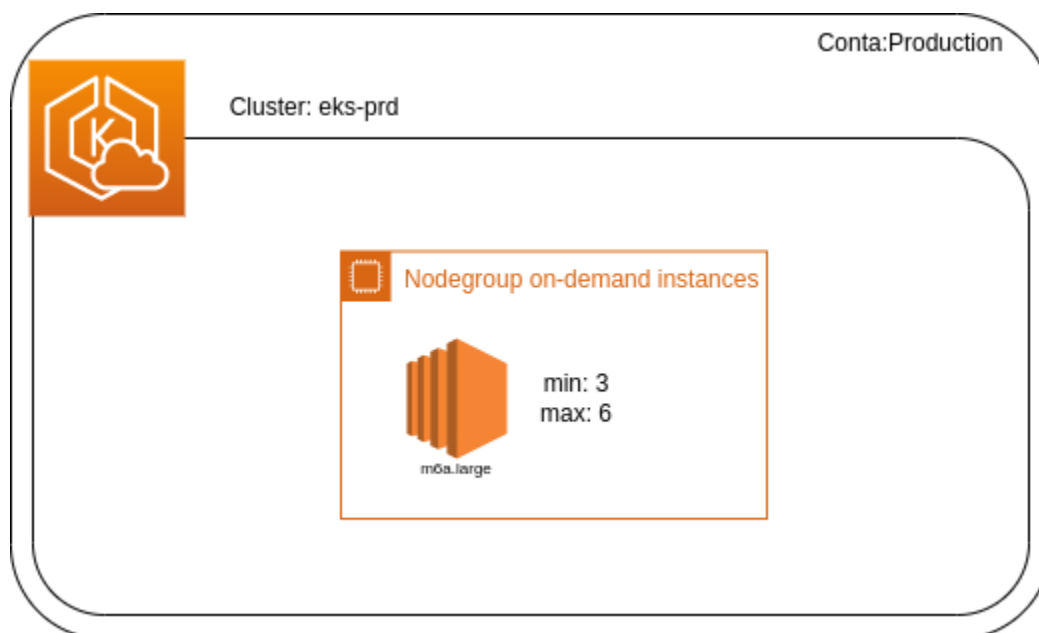 Conta:Production
Cluster: eks-prd
K
Nodegroup on-demand instances
min: 3
max: 6
m6a.large